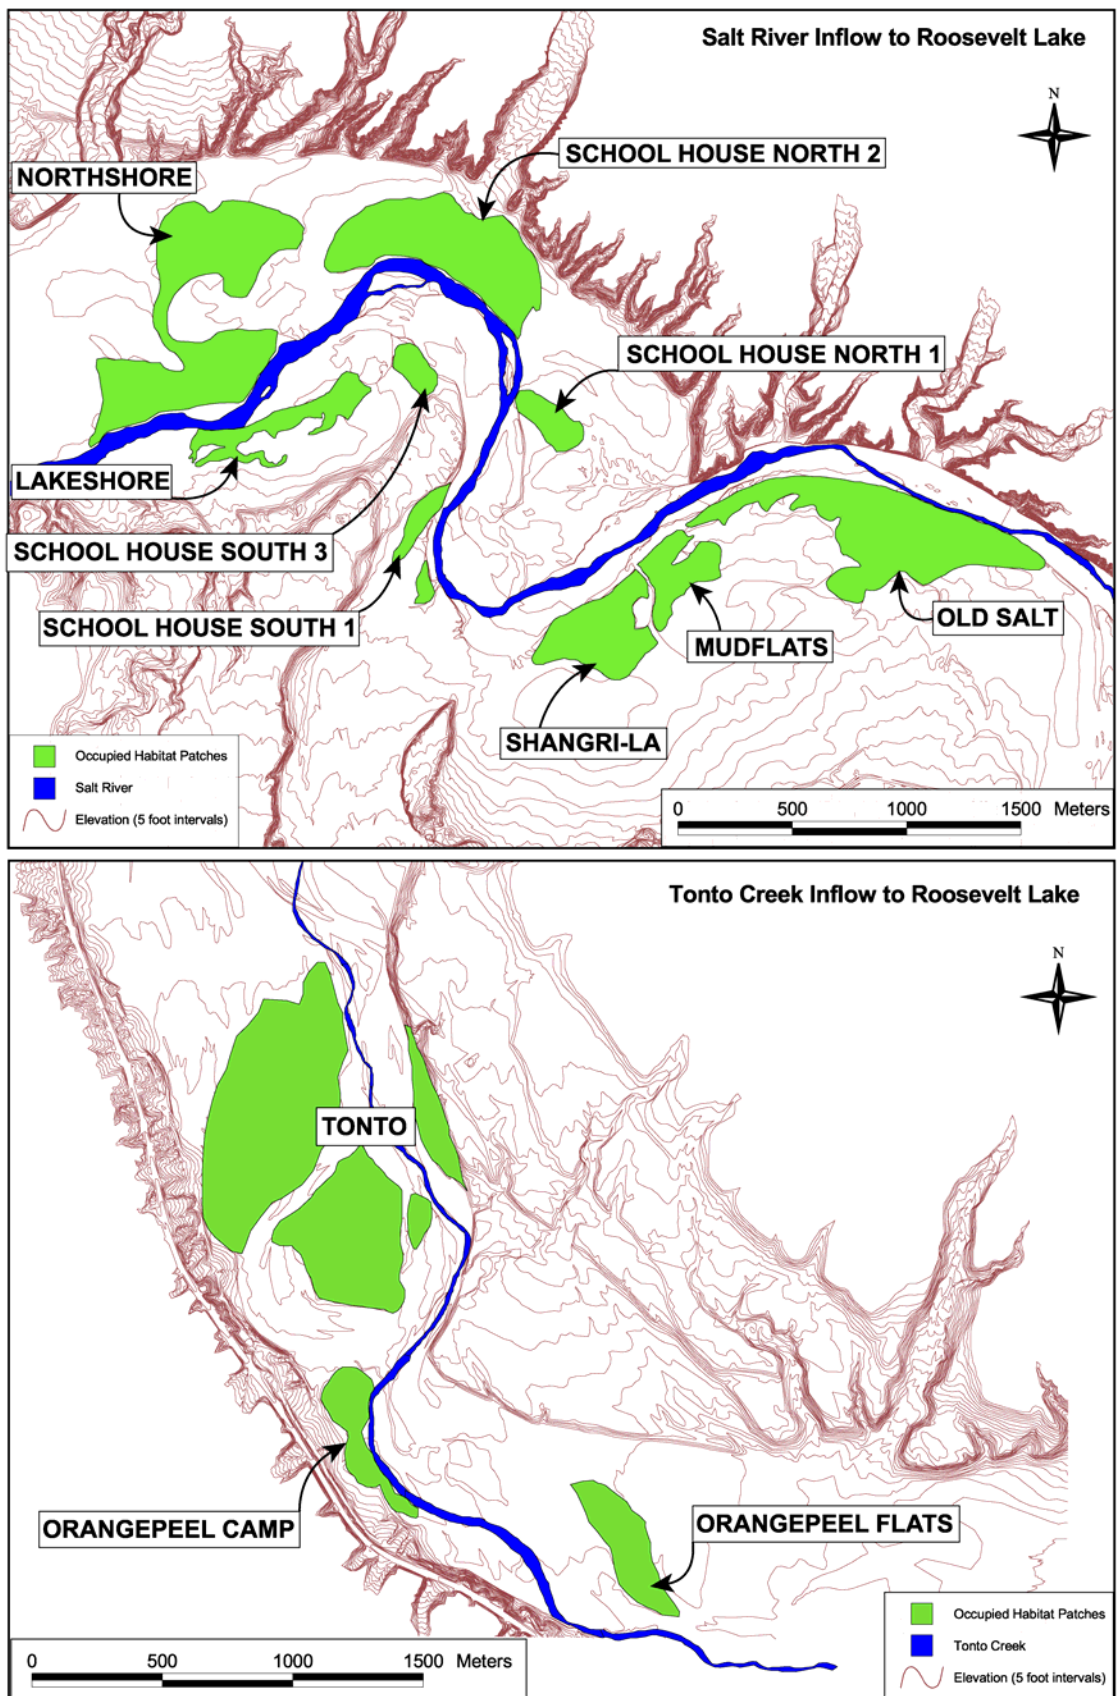 Salt River Inflow to Roosevelt Lake
N
SCHOOL HOUSE NORTH 2
NORTHSHORE
SCHOOL HOUSE NORTH 1
LAKESHORE
SCHOOL HOUSE SOUTH 3
SCHOOL HOUSE SOUTH 1
OLD SALT
MUDFLATS
SHANGRI-LA
Occupied Habitat Patches
Salt River
Elevation (5 foot intervals)
0 500 1000 1500 Meters
Tonto Creek Inflow to Roosevelt Lake
N
TONTO
ORANGEPEEL CAMP
ORANGEPEEL FLATS
Occupied Habitat Patches
Tonto Creek
Elevation (5 foot intervals)
0 500 1000 1500 Meters